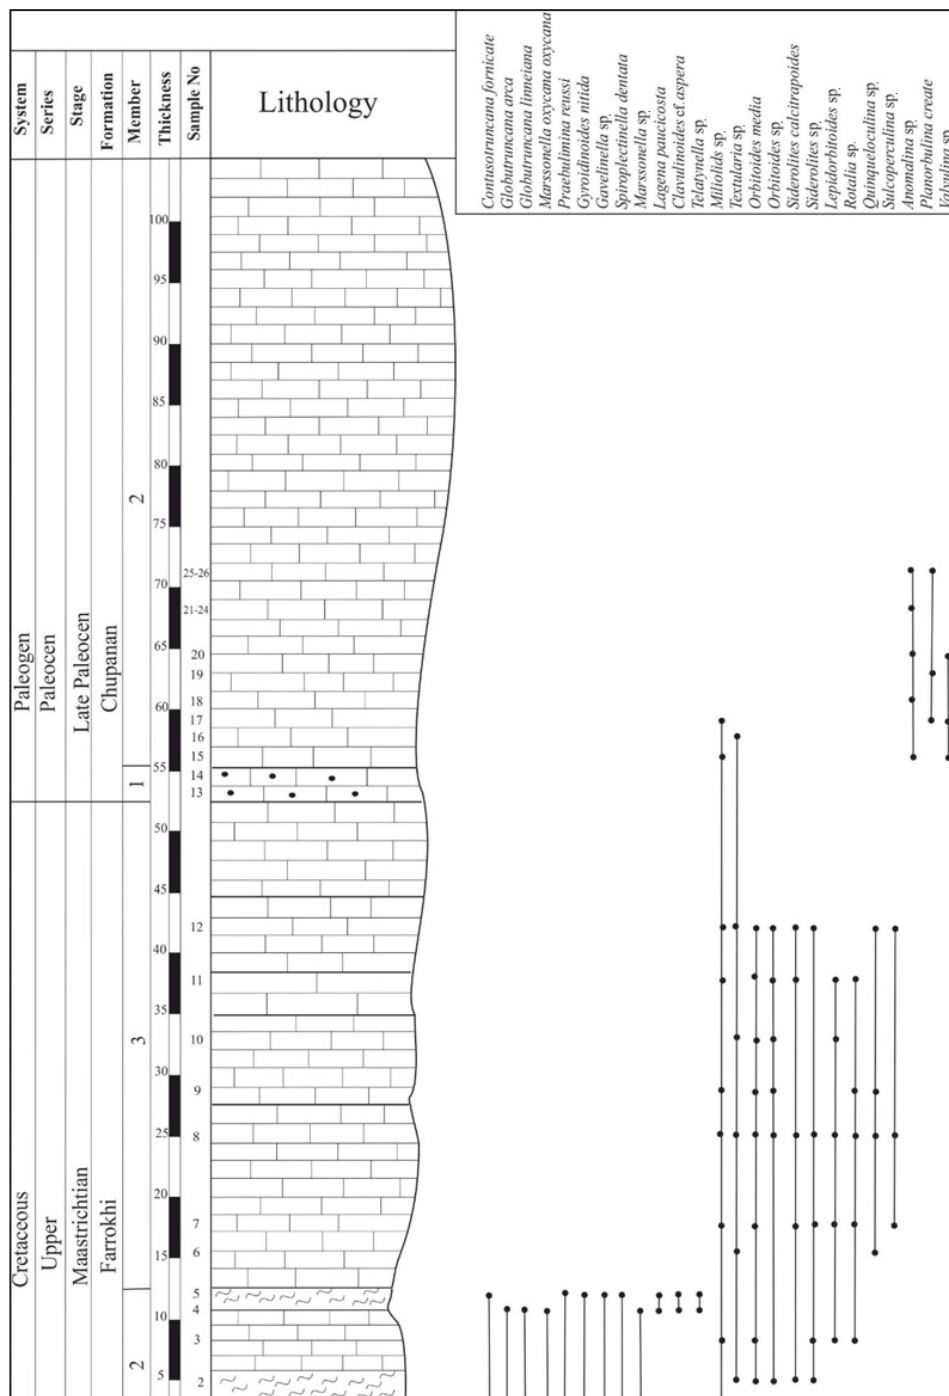 System
Series
Stage
Formation
Member
Thickness
Sample No
Lithology
Contusotruncana fornicate
Globutruncana arca
Globutruncana linneiana
Marssonella oxycana oxycana
Praebulimina reussi
Gyroidinoides nitida
Gavelinella sp.
Spiroplectinella dentata
Marssonella sp.
Lagena paucicosta
Clavulinoides cf. aspera
Telatynella sp.
Miliolids sp.
Textularia sp.
Orbitoides media
Orbitoides sp.
Siderolites calcitrapoides
Siderolites sp.
Lepidorbitoides sp.
Rotalia sp.
Quinqueloculina sp.
Sulcoperculina sp.
Anomalina sp.
Planorbulina create
Valvulina sp.
Paleogen
Paleocen
Late Paleocen
Chupanan
2
1
Cretaceous
Upper
Maastrichtian
Farrokhi
3
2
100
95
90
85
80
75
70
65
60
55
50
45
40
35
30
25
20
15
10
5
25-26
21-24
20
19
18
17
16
15
14
13
12
11
10
9
8
7
6
5
4
3
2